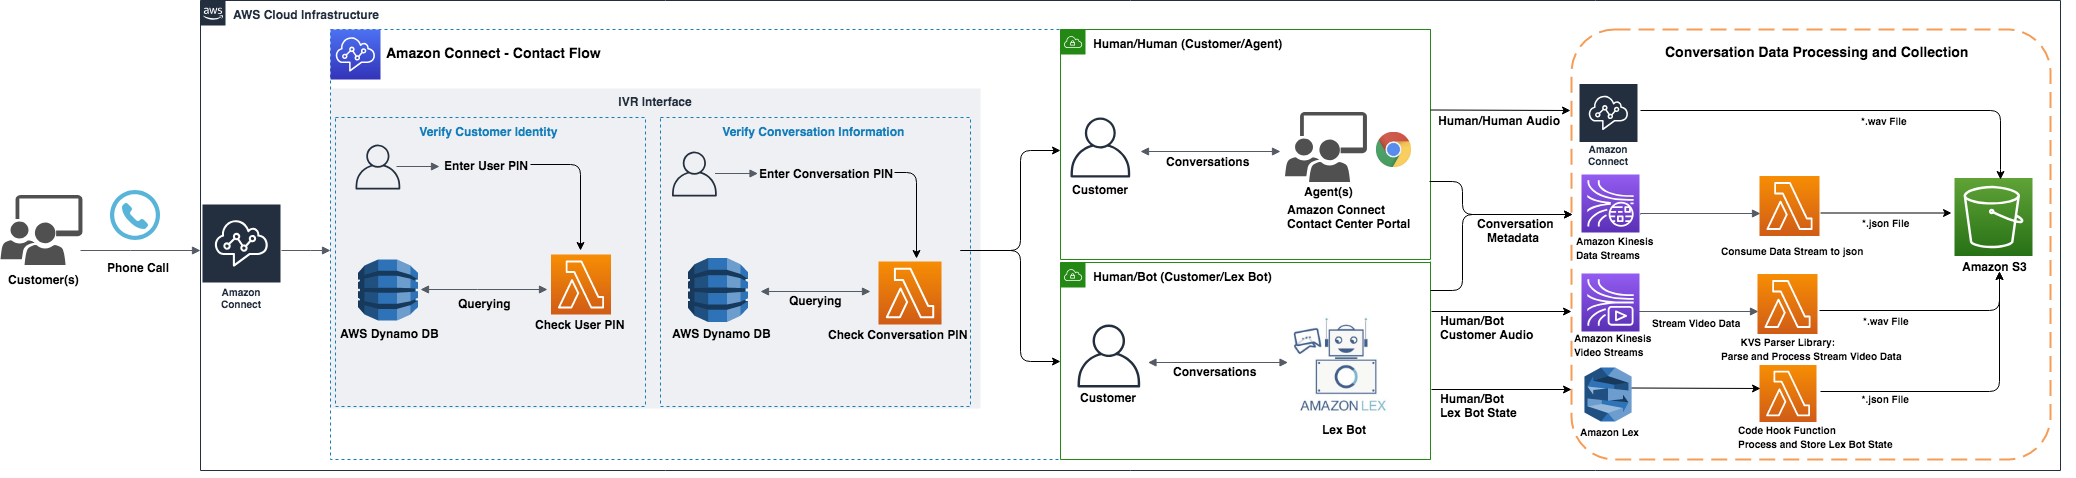 aws
AWS Cloud Infrastructure
Amazon Connect - Contact Flow
IVR Interface
Verify Customer Identity
Enter User PIN
Querying
AWS Dynamo DB
Check User PIN
Verify Conversation Information
Enter Conversation PIN
Querying
AWS Dynamo DB
Check Conversation PIN
Customer(s)
Phone Call
Amazon
Connect
Human/Human (Customer/Agent)
Conversations
Customer
Agent(s)
Amazon Connect
Contact Center Portal
Human/Bot (Customer/Lex Bot)
Conversations
Customer
AMAZON LEX
Lex Bot
Human/Human Audio
Conversation
Metadata
Human/Bot
Customer Audio
Human/Bot
Lex Bot State
Conversation Data Processing and Collection
Amazon
Connect
*.wav File
Amazon Kinesis
Data Streams
Consume Data Stream to json
*.json File
Amazon S3
Amazon Kinesis
Video Streams
Stream Video Data
KVS Parser Library:
Parse and Process Stream Video Data
*.wav File
Amazon Lex
Code Hook Function
Process and Store Lex Bot State
*.json File